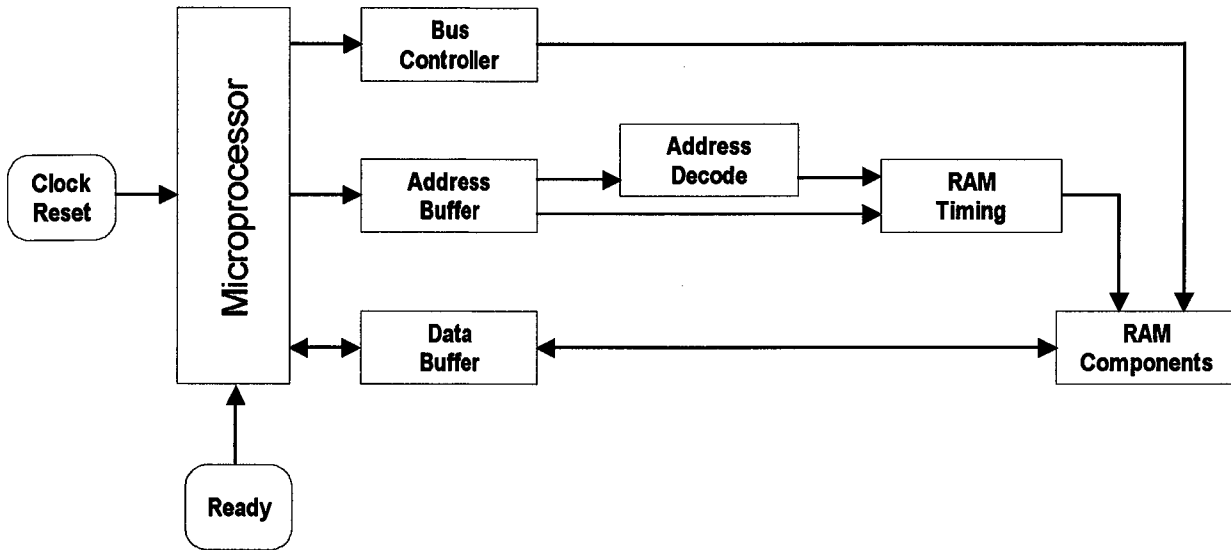 Bus
Controller
Microprocessor
Address
Decode
Clock
Reset
Address
Buffer
RAM
Timing
Data
Buffer
RAM
Components
Ready